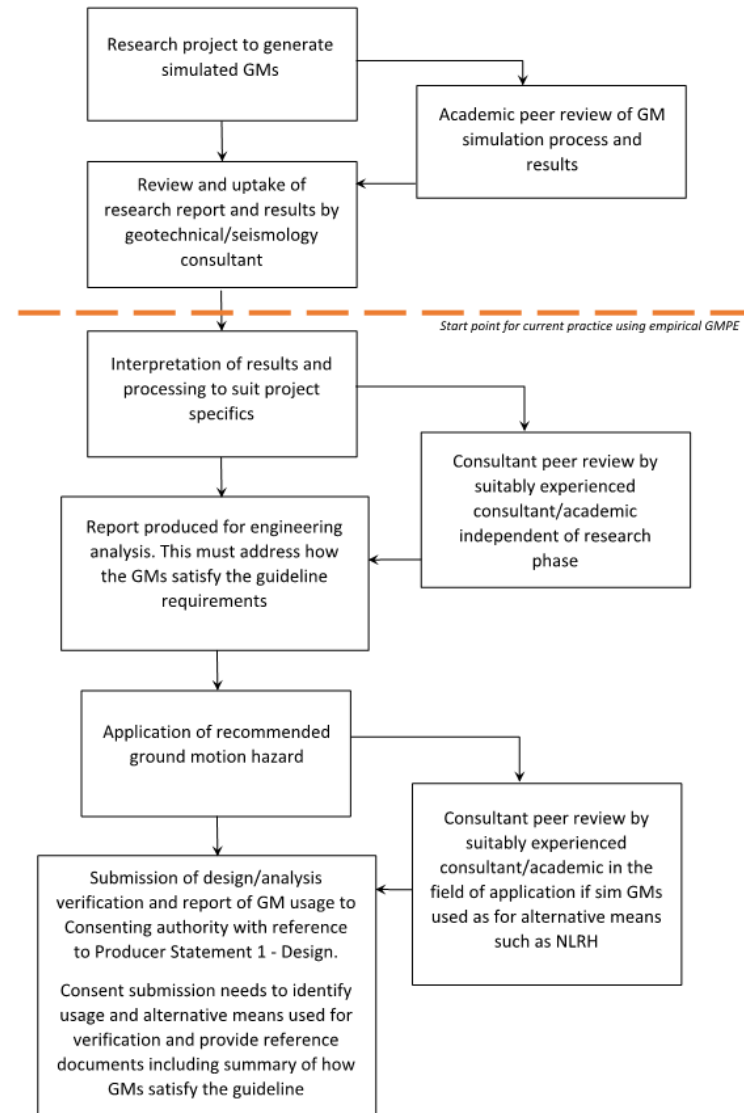 Research project to generate
simulated GMs
Academic peer review of GM
simulation process and
results
Review and uptake of
research report and results by
geotechnical/seismology
consultant
Start point for current practice using empirical GMPE
Interpretation of results and
processing to suit project
specifics
Consultant peer review by
suitably experienced
consultant/academic
independent of research
phase
Report produced for engineering
analysis. This must address how
the GMs satisfy the guideline
requirements
Application of recommended
ground motion hazard
Consultant peer review by
suitably experienced
consultant/academic in the
field of application if sim GMs
used as for alternative means
such as NLRH
Submission of design/analysis
verification and report of GM usage to
Consenting authority with reference
to Producer Statement 1 - Design.
Consent submission needs to identify
usage and alternative means used for
verification and provide reference
documents including summary of how
GMs satisfy the guideline